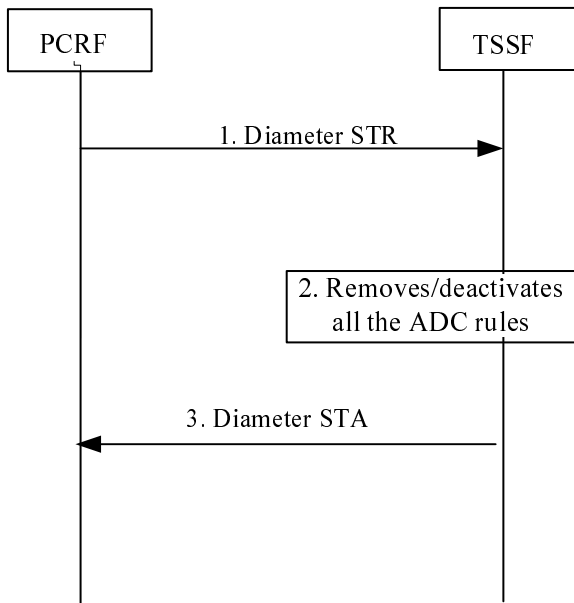 PCRF
TSSF
1. Diameter STR
2. Removes/deactivates
all the ADC rules
3. Diameter STA